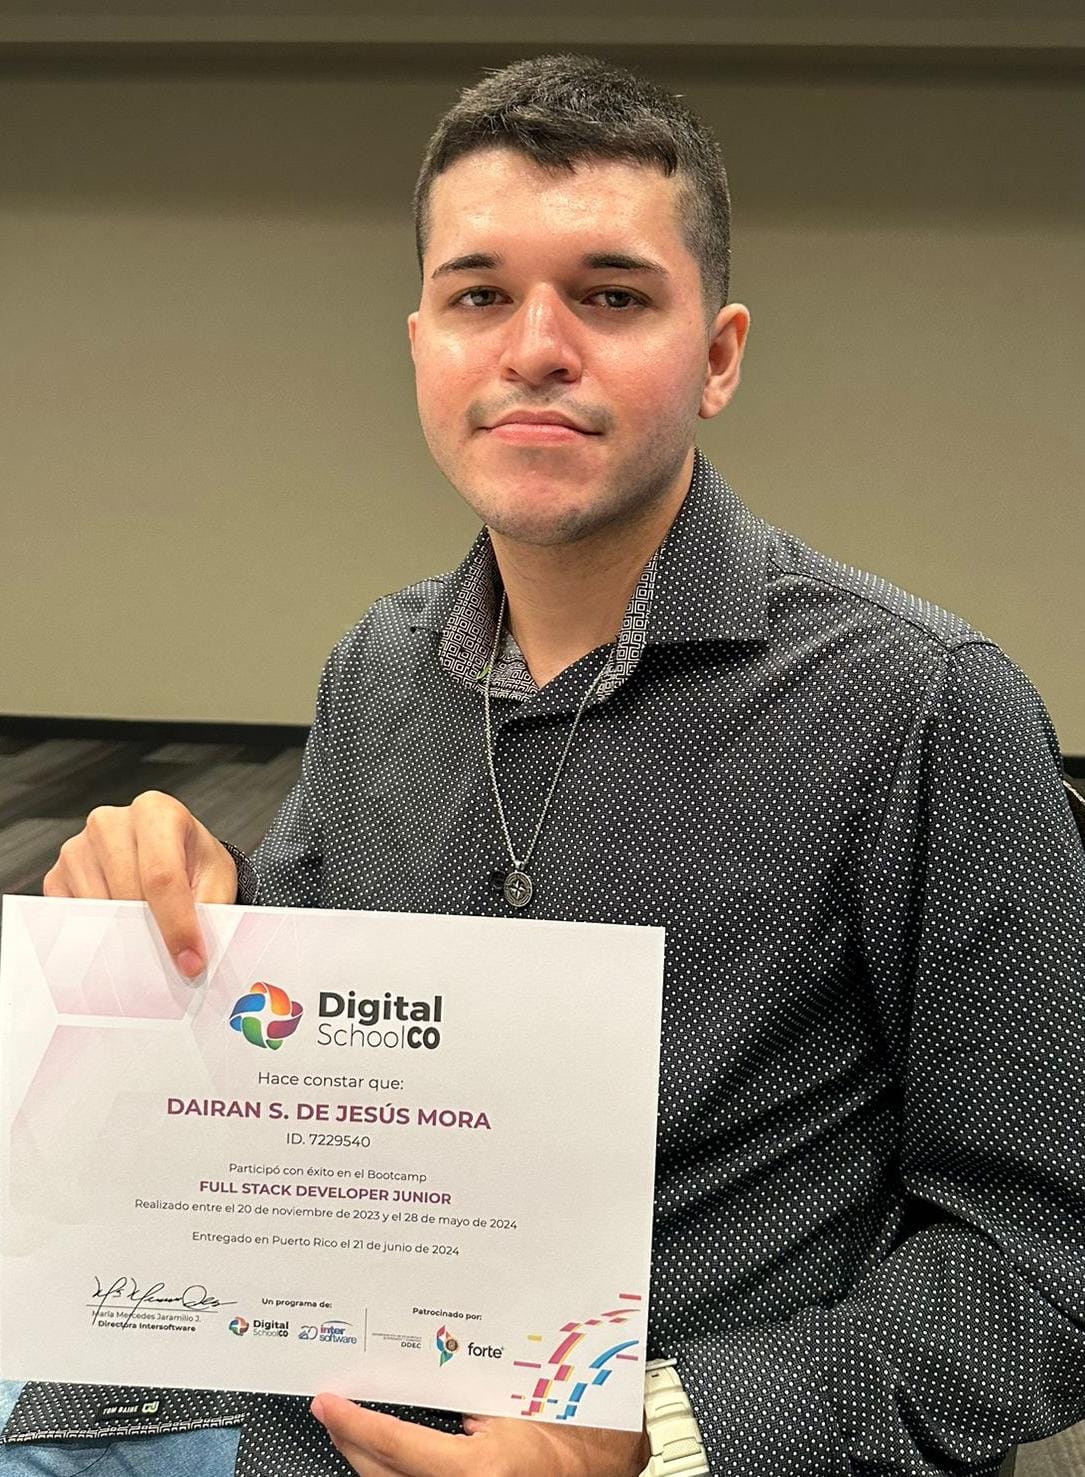 Digital
SchoolCO
Hace constar que:
DAIRAN S. DE JESÚS MORA
ID. 7229540
Participó con éxito en el Bootcamp
FULL STACK DEVELOPER JUNIOR
Realizado entre el 20 de noviembre de 2023 y el 28 de mayo de 2024
Entregado en Puerto Rico el 21 de junio de 2024
María Mercedes Jaramillo J.
Directora Intersoftware
Un programa de:
Digital
SchoolCO
20 inter
software
Patrocinado por:
DDEC
forte